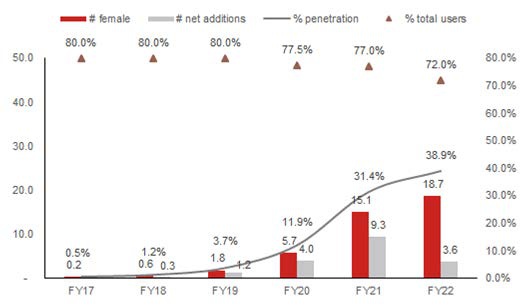 # female # net additions % penetration % total users
80.0% 80.0% 80.0% 77.5% 77.0% 72.0%
50.0 80.0%
70.0%
40.0 60.0%
50.0%
30.0
38.9% 40.0%
20.0 31.4% 18.7 30.0%
15.1
11.9% 20.0%
10.0 9.3
3.7% 5.7 4.0 3.6 10.0%
0.5% 1.2% 1.8 1.2
0.2 0.6 0.3
- 0.0%
FY17 FY18 FY19 FY20 FY21 FY22